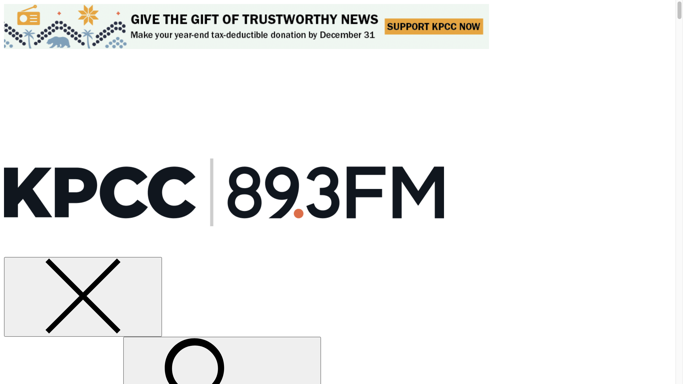 GIVE THE GIFT OF TRUSTWORTHY NEWS
Make your year-end tax-deductible donation by December 31
SUPPORT KPCC NOW
KPCC 89.3FM